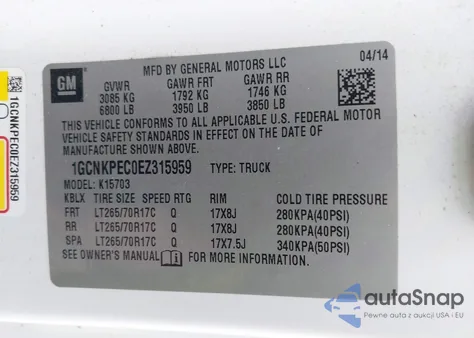 GM
MFD BY GENERAL MOTORS LLC
04/14
GVWR GAWR FRT GAWR RR
3085 KG 1792 KG 1746 KG
6800 LB 3950 LB 3850 LB
THIS VEHICLE CONFORMS TO ALL APPLICABLE U.S. FEDERAL MOTOR
VEHICLE SAFETY STANDARDS IN EFFECT ON THE DATE OF
MANUFACTURE SHOWN ABOVE.
1GCNKPEC0EZ315959 TYPE: TRUCK
MODEL: K15703
KBLX TIRE SIZE SPEED RTG RIM COLD TIRE PRESSURE
FRT LT265/70R17C Q 17X8J 280KPA(40PSI)
RR LT265/70R17C Q 17X8J 280KPA(40PSI)
SPA LT265/70R17C Q 17X7.5J 340KPA(50PSI)
SEE OWNER'S MANUAL FOR MORE INFORMATION.
1GCNKPEC0EZ315959
autoSnap
Přední dovozce aut z aukcí v USA i EU